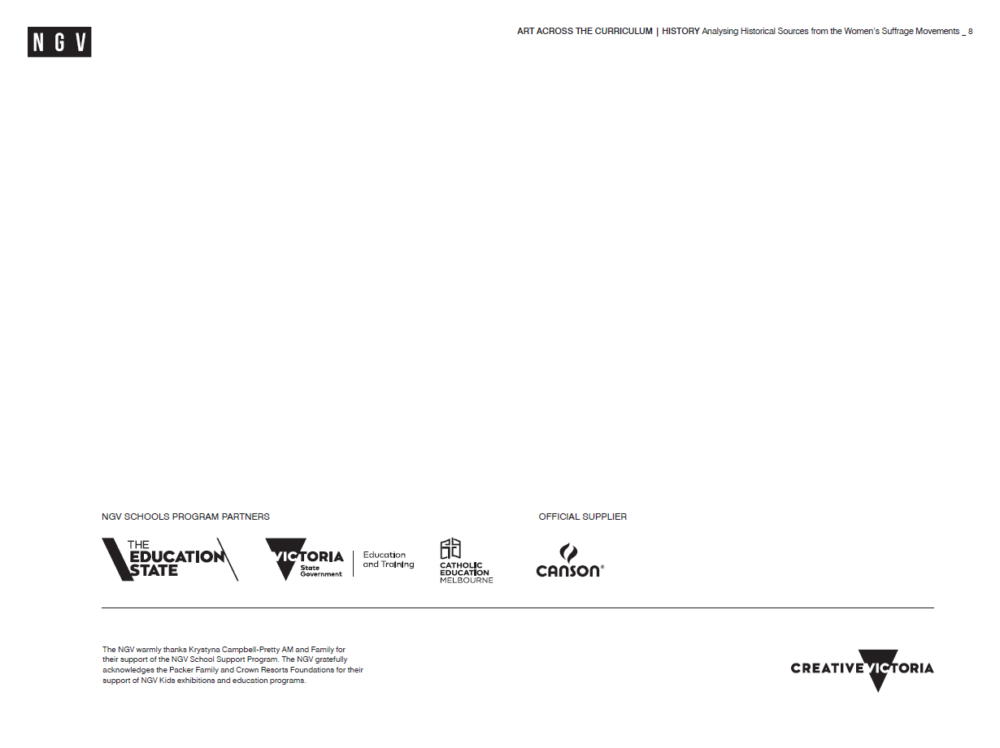 NGV
ART ACROSS THE CURRICULUM | HISTORY Analysing Historical Sources from the Women's Suffrage Movements _ 8
NGV SCHOOLS PROGRAM PARTNERS
THE
EDUCATION
STATE
VICTORIA
State
Government
Education
and Training
CATHOLIC
EDUCATION
MELBOURNE
OFFICIAL SUPPLIER
CANSON®
The NGV warmly thanks Krystyna Campbell-Pretty AM and Family for
their support of the NGV School Support Program. The NGV gratefully
acknowledges the Packer Family and Crown Resorts Foundations for their
support of NGV Kids exhibitions and education programs.
CREATIVE VICTORIA